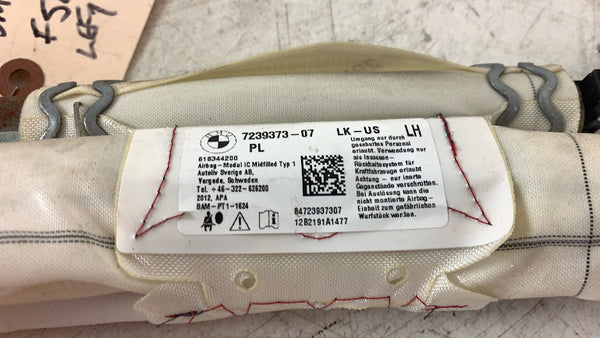 BMW
7239373-07
LK-US
LH
PL
618344200
Airbag - Modul IC Midfilled Typ 1
Autoliv Sverige AB,
Vargarda, Schweden
Tel. +46-322-626200
2012, APA
BAM-PT1-1624
Umgang nur durch
geschultes Personal
erlaubt. Verwendung nur
als Insassen-
Rückhaltesystem für
Kraftfahrzeuge erlaubt
Achtung - nur inerte
Gegenstände verschrotten.
Bei Auslösung kann die
nicht montierte Airbag-
Einheit zum gefährlichen
Wurfstück werden.
84723937307
12B2191A1477
LEFT